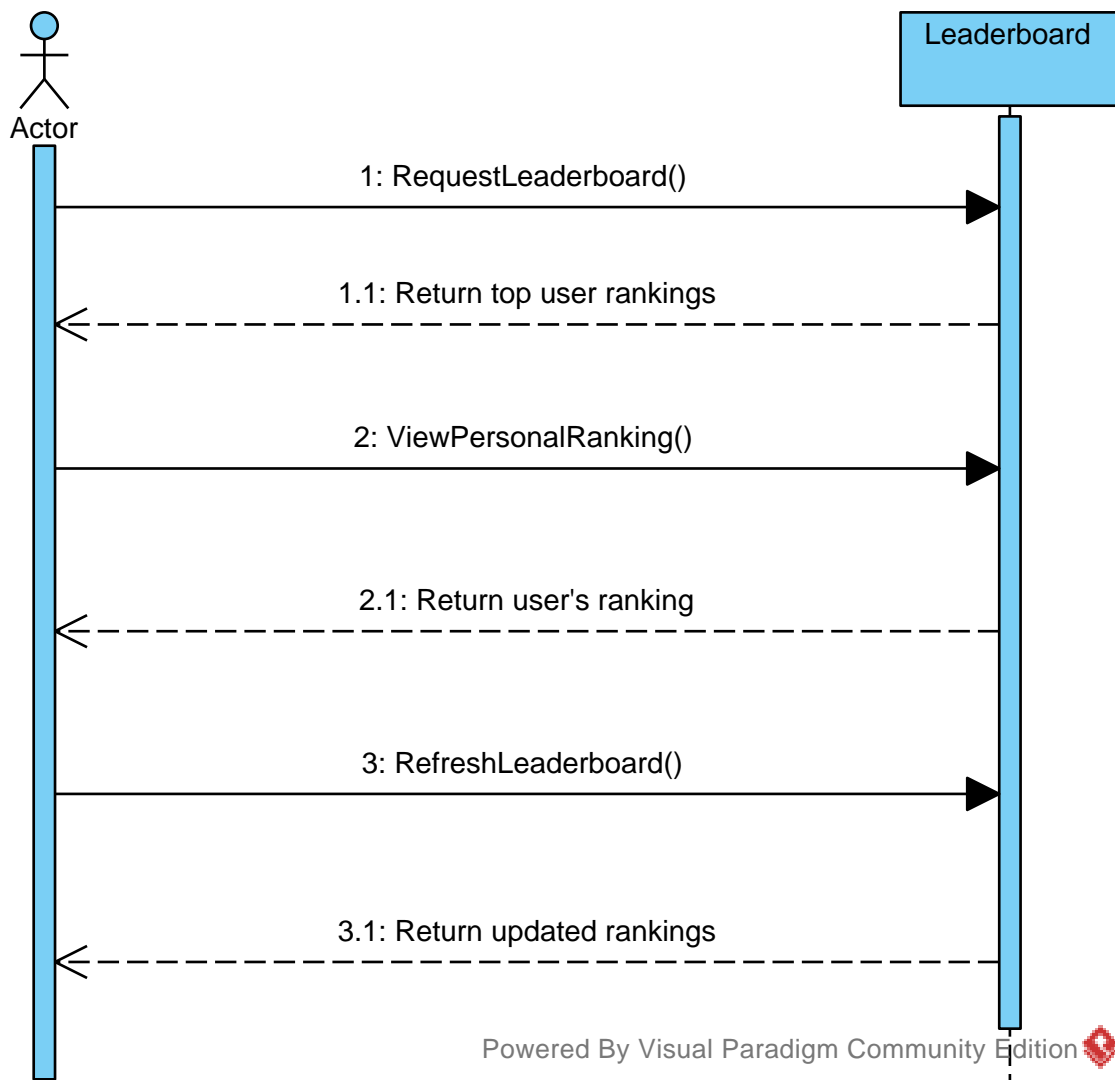 Leaderboard
Actor
1: RequestLeaderboard()
1.1: Return top user rankings
2: ViewPersonalRanking()
2.1: Return user's ranking
3: RefreshLeaderboard()
3.1: Return updated rankings
Powered By Visual Paradigm Community Edition